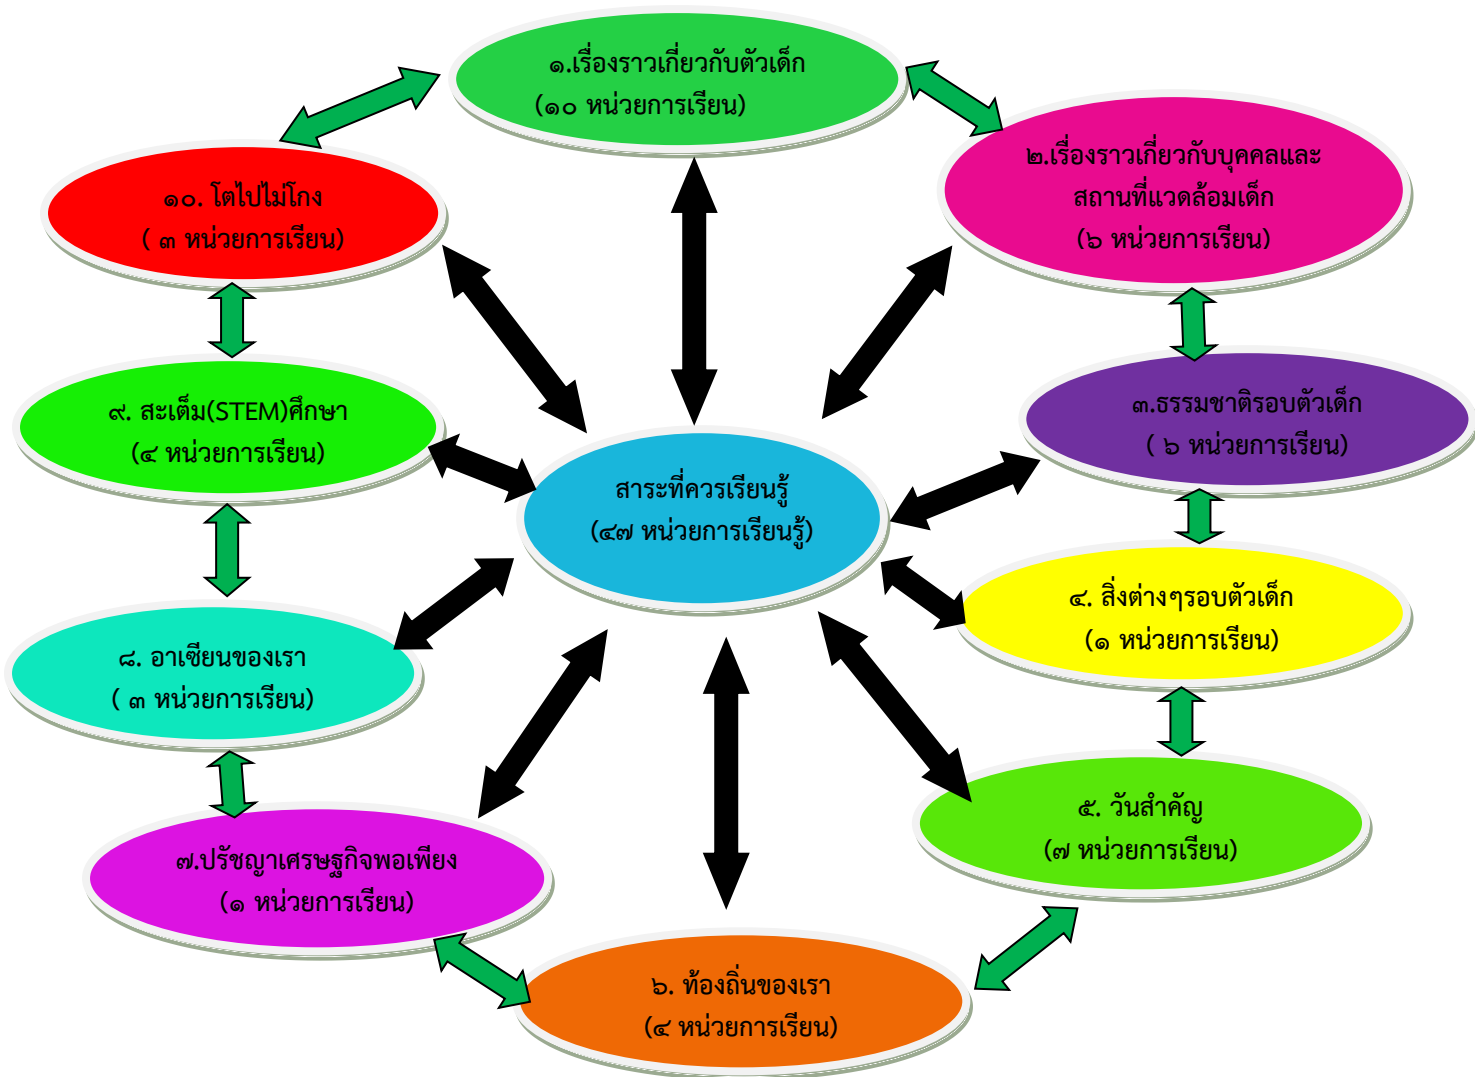 ๑.เรื่องราวเกี่ยวกับตัวเด็ก
(๑๐ หน่วยการเรียน)
๒.เรื่องราวเกี่ยวกับบุคคลและ
สถานที่แวดล้อมเด็ก
(๖ หน่วยการเรียน)
๓.ธรรมชาติรอบตัวเด็ก
( ๖ หน่วยการเรียน)
๔. สิ่งต่างๆรอบตัวเด็ก
(๑ หน่วยการเรียน)
๕. วันสำคัญ
(๗ หน่วยการเรียน)
๖. ท้องถิ่นของเรา
(๔ หน่วยการเรียน)
๗.ปรัชญาเศรษฐกิจพอเพียง
(๑ หน่วยการเรียน)
๘. อาเซียนของเรา
( ๓ หน่วยการเรียน)
๙. สะเต็ม(STEM)ศึกษา
(๔ หน่วยการเรียน)
๑๐. โตไปไม่โกง
( ๓ หน่วยการเรียน)
สาระที่ควรเรียนรู้
(๔๗ หน่วยการเรียนรู้)